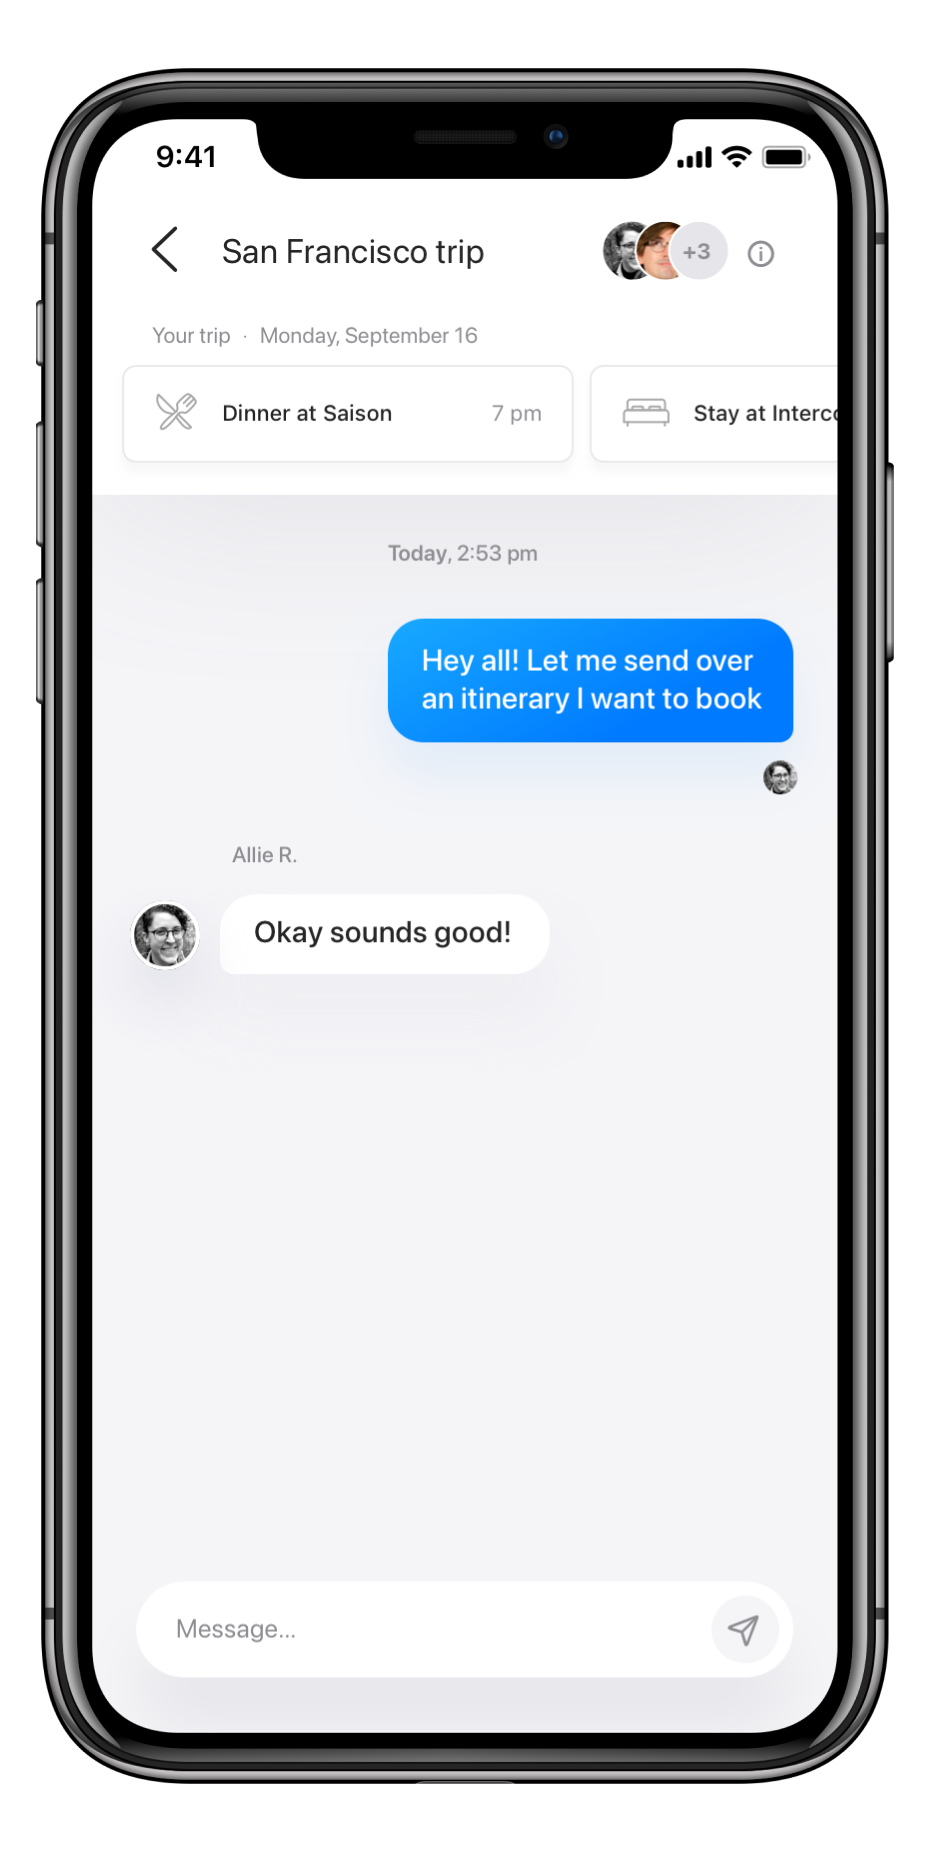 9:41
San Francisco trip
+3
Your trip · Monday, September 16
Dinner at Saison 7 pm
Stay at
Today, 2:53 pm
Hey all! Let me send over
an itinerary I want to book
Allie R.
Okay sounds good!
Message...